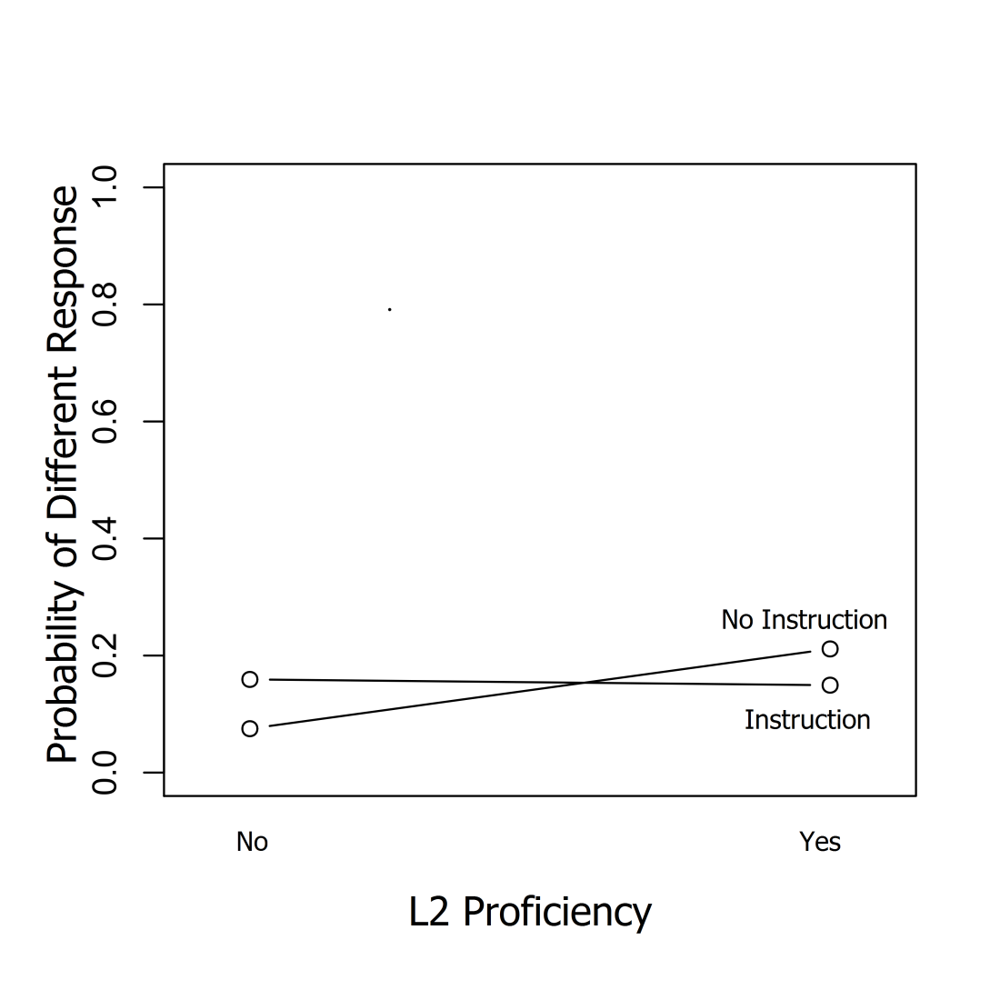 Probability of Different Response
1.0
0.8
0.6
0.4
0.2
0.0
No Instruction
Instruction
No
Yes
L2 Proficiency